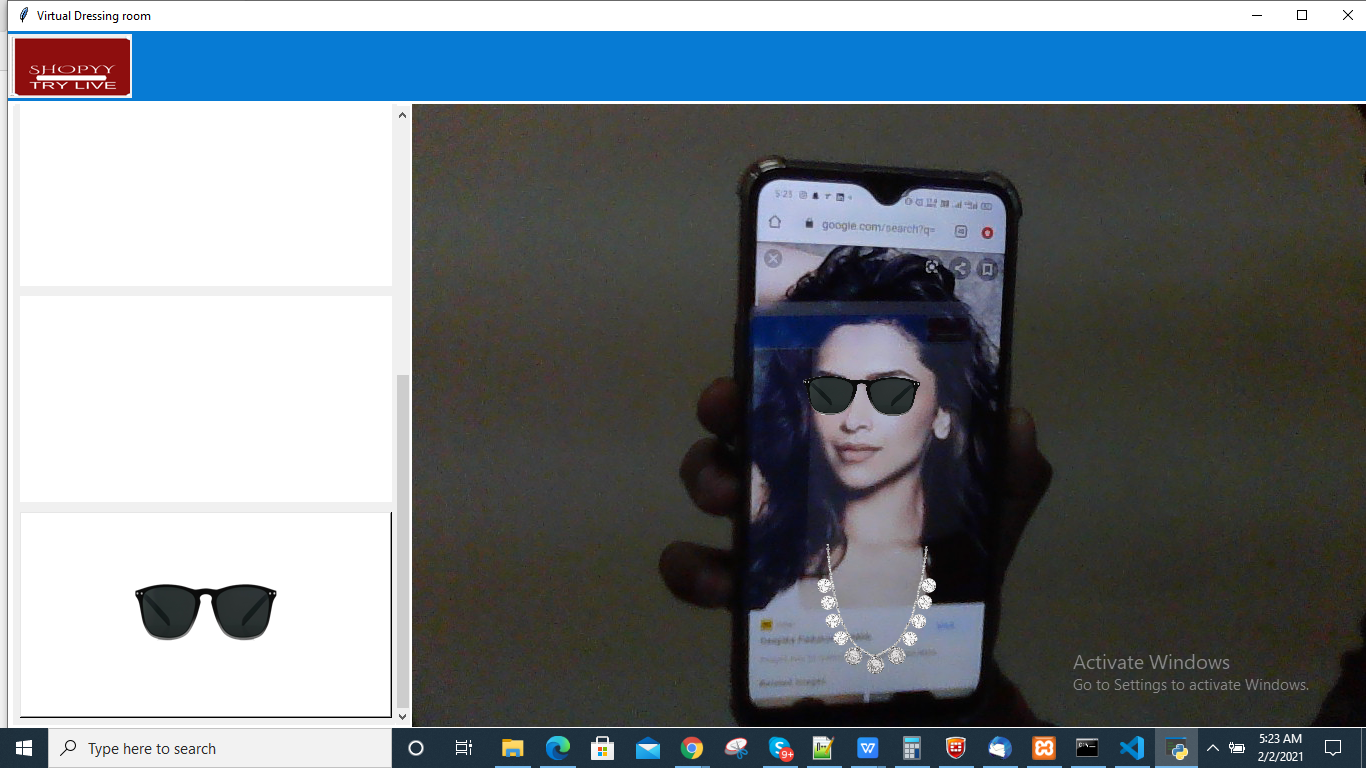 Virtual Dressing room
SHOPYY
TRY LIVE
5:23
google.com/search?q=
Activate Windows
Go to Settings to activate Windows.
Type here to search
9+
5:23 AM
2/2/2021